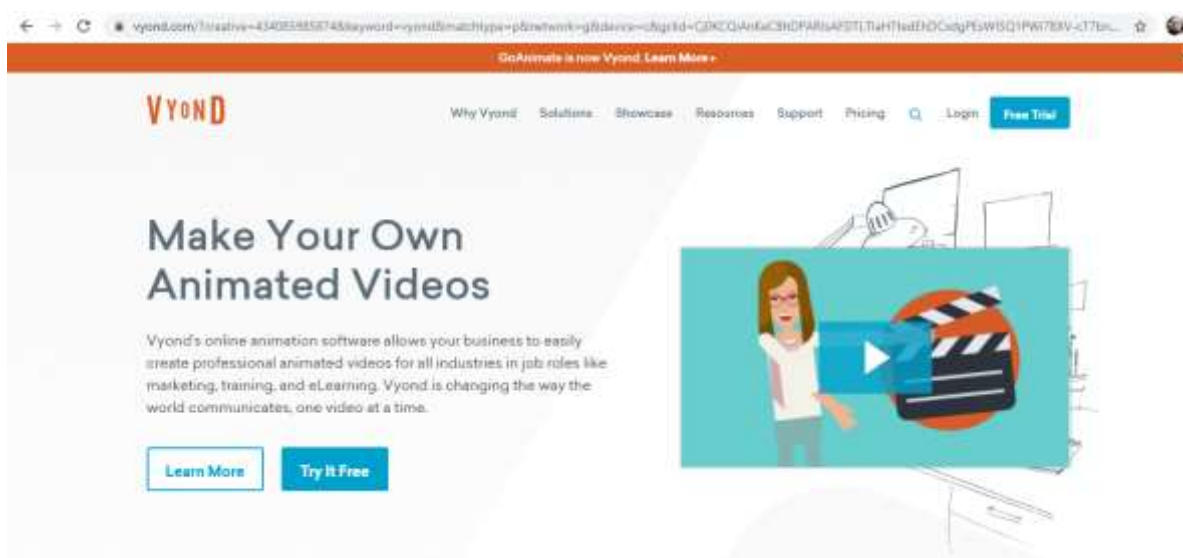 GoAnimate is now Vyond. Learn More »
VYOND
Why Vyond Solutions Showcase Resources Support Pricing Login Free Trial
Make Your Own
Animated Videos
Vyond's online animation software allows your business to easily
create professional animated videos for all industries in job roles like
marketing, training, and eLearning. Vyond is changing the way the
world communicates, one video at a time.
Learn More Try It Free